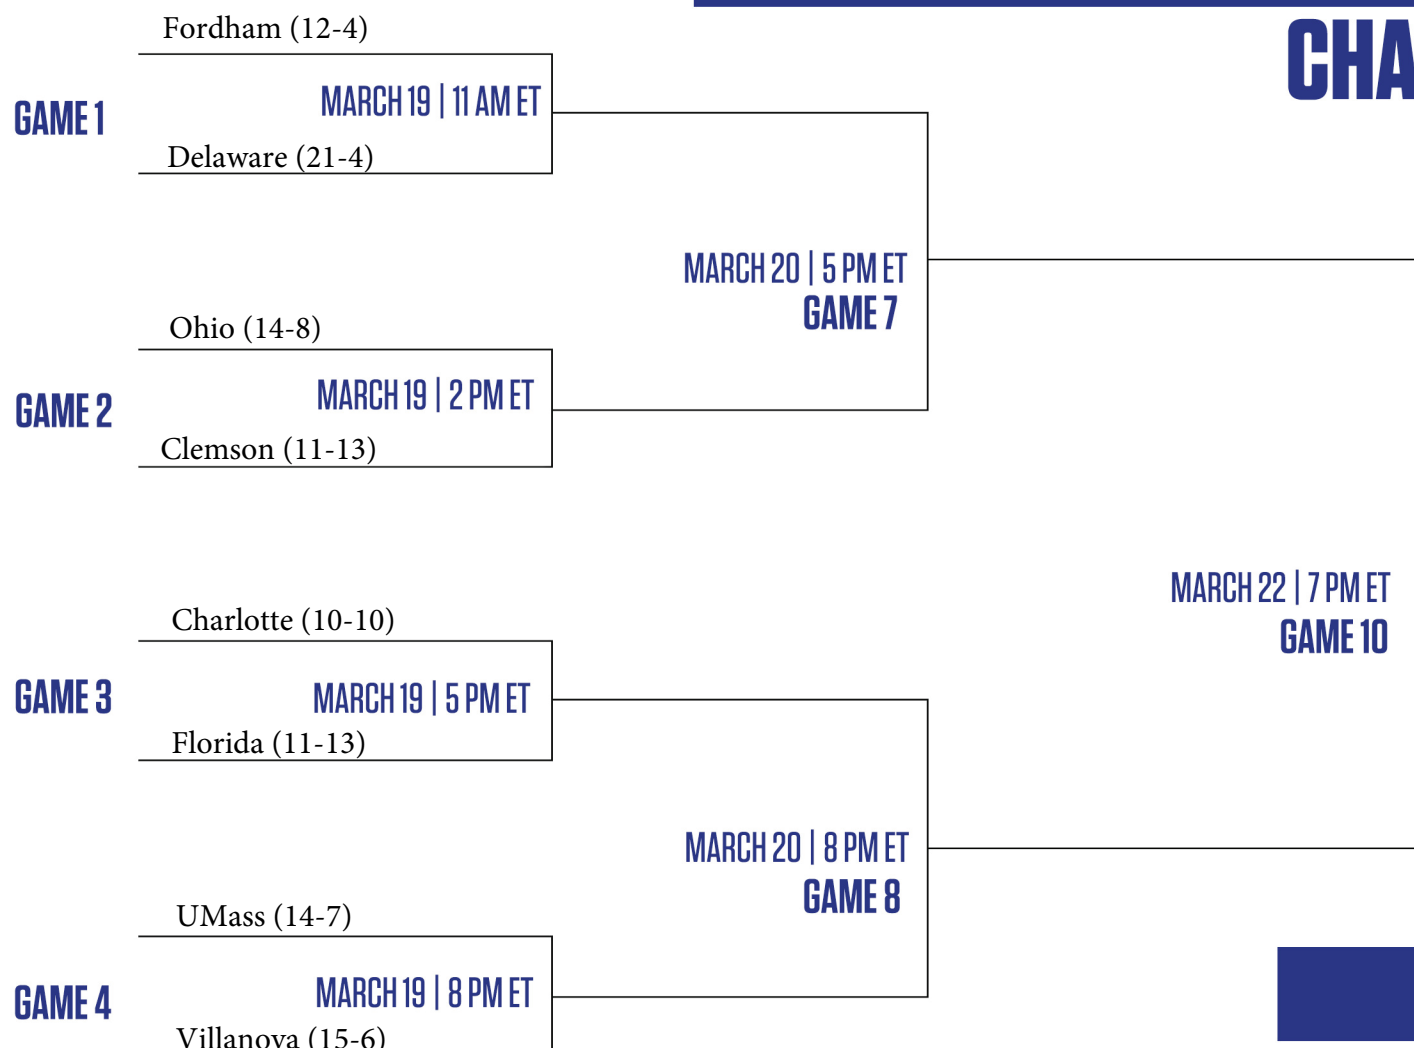 CHA
Fordham (12-4)
GAME 1
MARCH 19 | 11 AM ET
Delaware (21-4)
MARCH 20 | 5 PM ET
GAME 7
Ohio (14-8)
GAME 2
MARCH 19 | 2 PM ET
Clemson (11-13)
MARCH 22 | 7 PM ET
GAME 10
Charlotte (10-10)
GAME 3
MARCH 19 | 5 PM ET
Florida (11-13)
MARCH 20 | 8 PM ET
GAME 8
UMass (14-7)
GAME 4
MARCH 19 | 8 PM ET
Villanova (15-6)